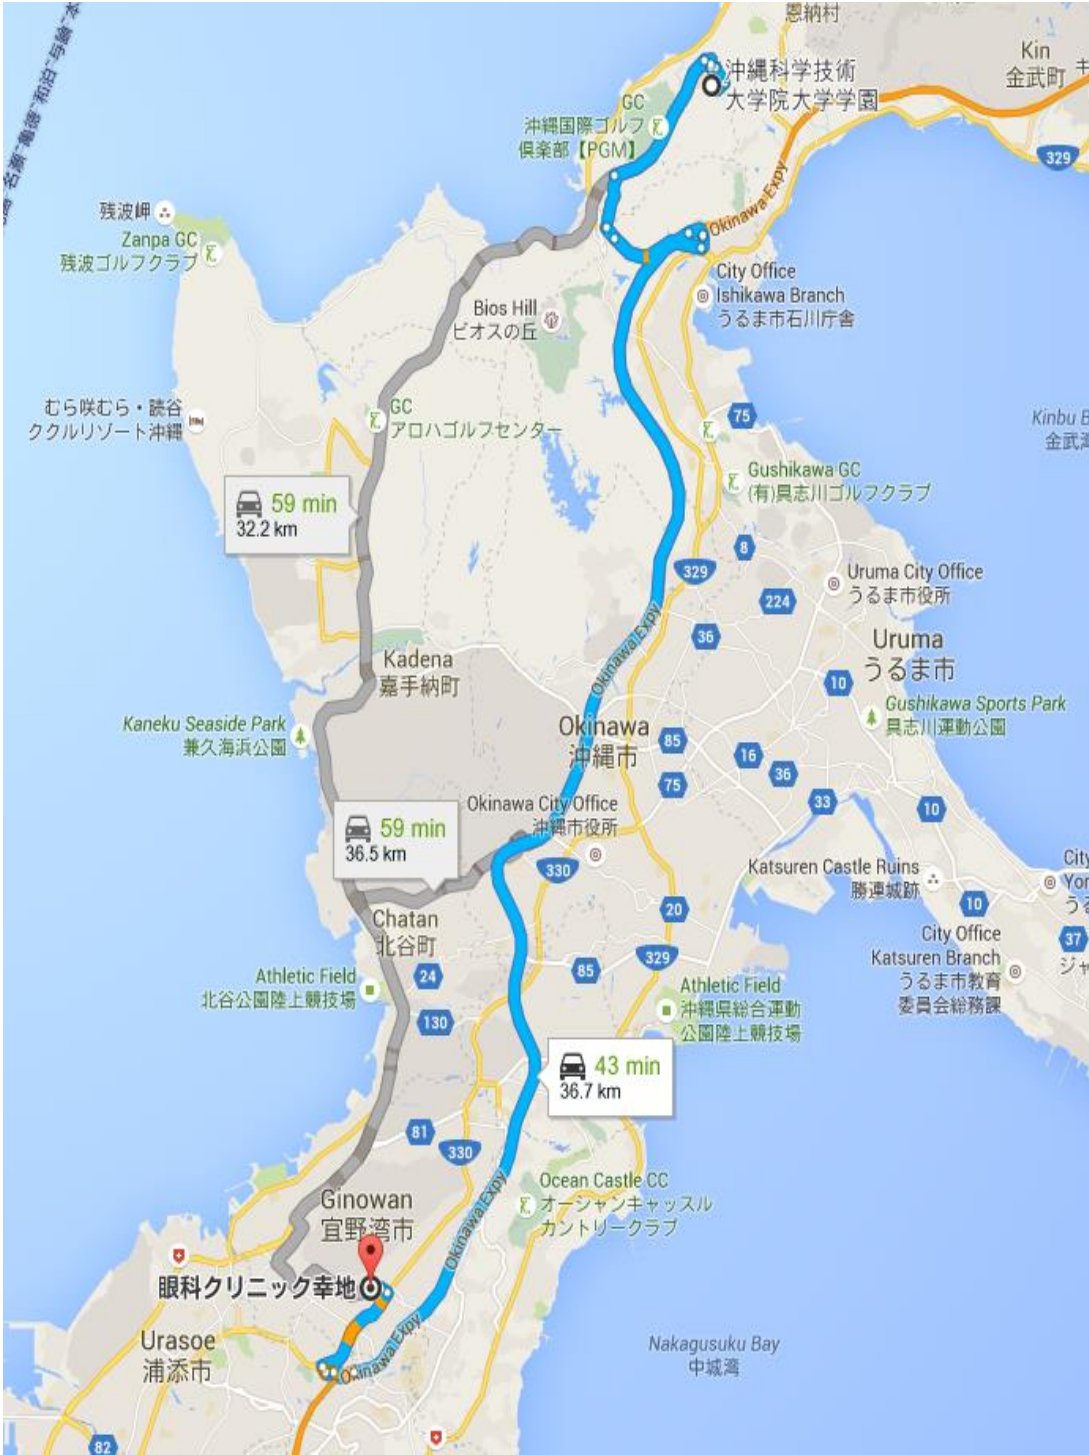 恩納村
Kin
金武町
沖縄科学技術
大学院大学学園
GC
沖縄国際ゴルフ
倶楽部【PGM】
329
Okinawa Expy
残波岬
Zanpa GC
残波ゴルフクラブ
City Office
Ishikawa Branch
うるま市石川庁舎
Bios Hill
ビオスの丘
むら咲むら・読谷
ククルリゾート沖縄
GC
アロハゴルフセンター
75
Kinbu B
金武湾
Gushikawa GC
(有)具志川ゴルフクラブ
59 min
32.2 km
8
329
Uruma City Office
うるま市役所
224
36
Okinawa Expy
Uruma
うるま市
Kadena
嘉手納町
10
Gushikawa Sports Park
具志川運動公園
Kaneku Seaside Park
兼久海浜公園
Okinawa
沖縄市
85
16
36
75
33
10
Okinawa City Office
沖縄市役所
59 min
36.5 km
330
Katsuren Castle Ruins
勝連城跡
City
Yor
うる
10
20
Chatan
北谷町
City Office
Katsuren Branch
うるま市教育
委員会総務課
37
ジャ
329
85
24
Athletic Field
北谷公園陸上競技場
Athletic Field
沖縄県総合運動
公園陸上競技場
130
43 min
36.7 km
81
330
Ocean Castle CC
オーシャンキャッスル
カントリークラブ
Okinawa Expy
Ginowan
宜野湾市
眼科クリニック幸地
Okinawa Expy
Urasoe
浦添市
Nakagusuku Bay
中城湾
82